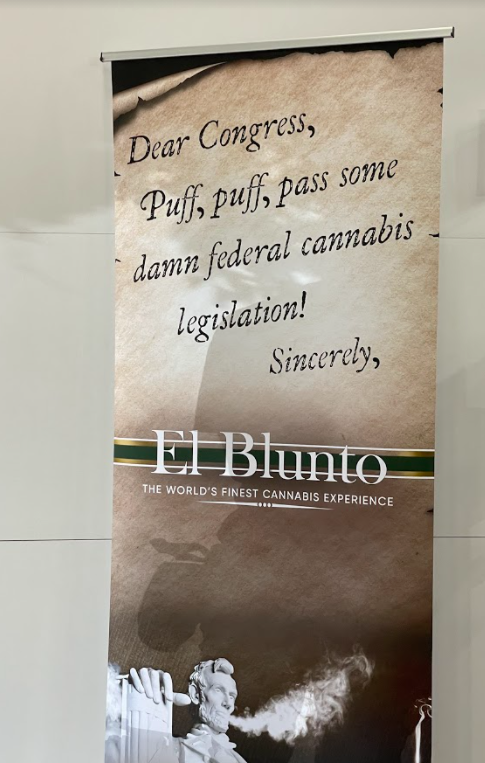 Dear Congress,
Puff, puff, pass some
damn federal cannabis
legislation!
Sincerely,
El Blunto
THE WORLD'S FINEST CANNABIS EXPERIENCE